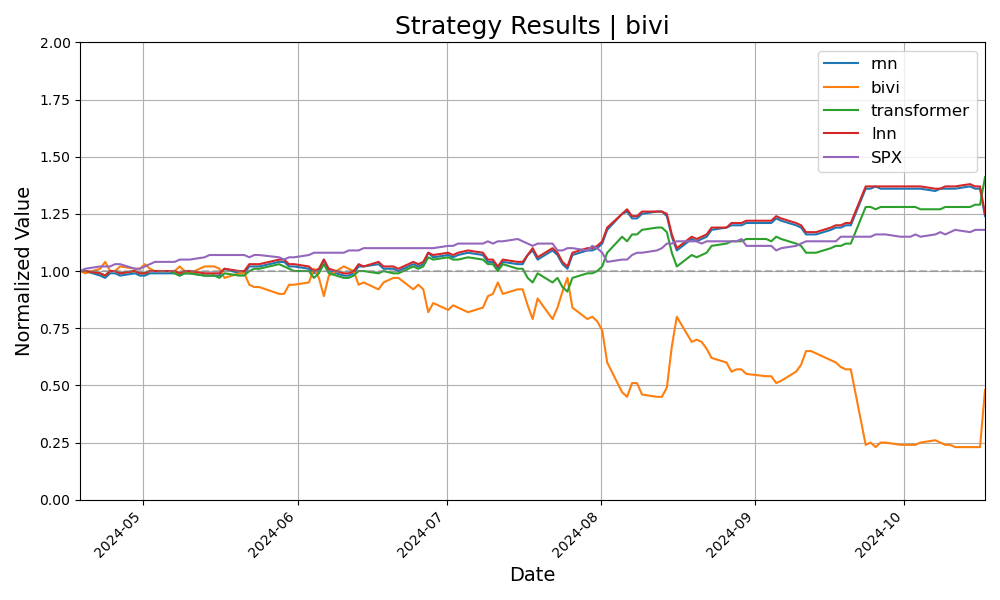 Strategy Results | bivi
Normalized Value
2.00
1.75
1.50
1.25
1.00
0.75
0.50
0.25
0.00
rnn
bivi
transformer
lnn
SPX
2024-05
2024-06
2024-07
2024-08
2024-09
2024-10
Date